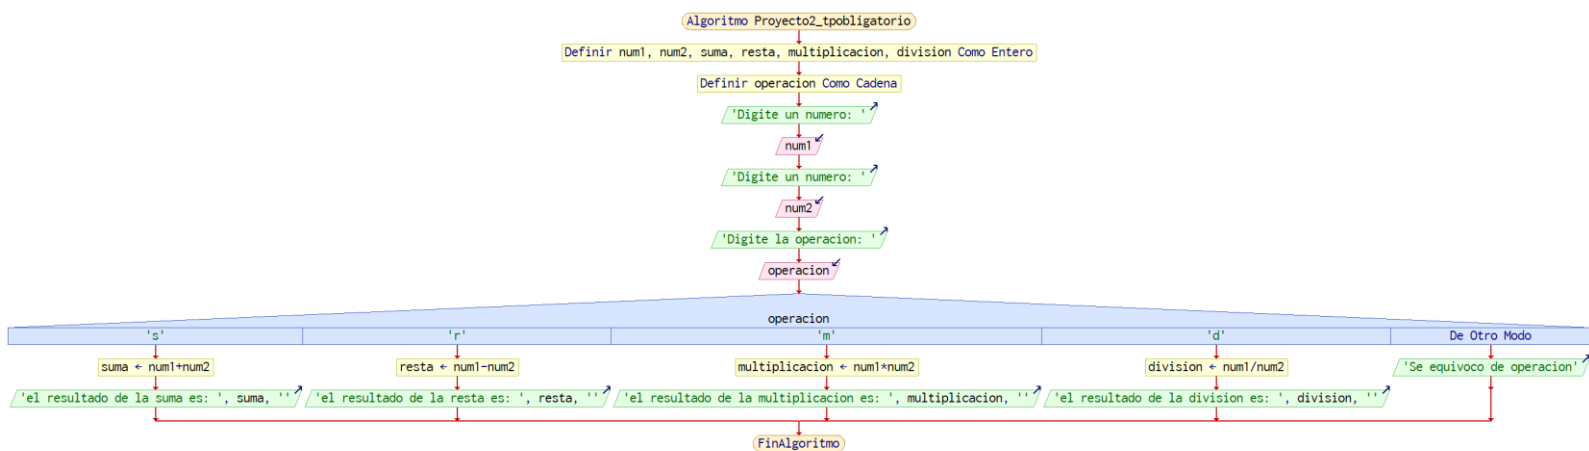 Algoritmo Proyecto2_tpobligatorio
Definir num1, num2, suma, resta, multiplicacion, division Como Entero
Definir operacion Como Cadena
'Digite un numero: '
num1
'Digite un numero: '
num2
'Digite la operacion: '
operacion
operacion
's' 'r' 'm' 'd' De Otro Modo
suma ← num1+num2 resta ← num1−num2 multiplicacion ← num1*num2 division ← num1/num2 'Se equivoco de operacion'
'el resultado de la suma es: ', suma, '' 'el resultado de la resta es: ', resta, '' 'el resultado de la multiplicacion es: ', multiplicacion, '' 'el resultado de la division es: ', division, ''
FinAlgoritmo